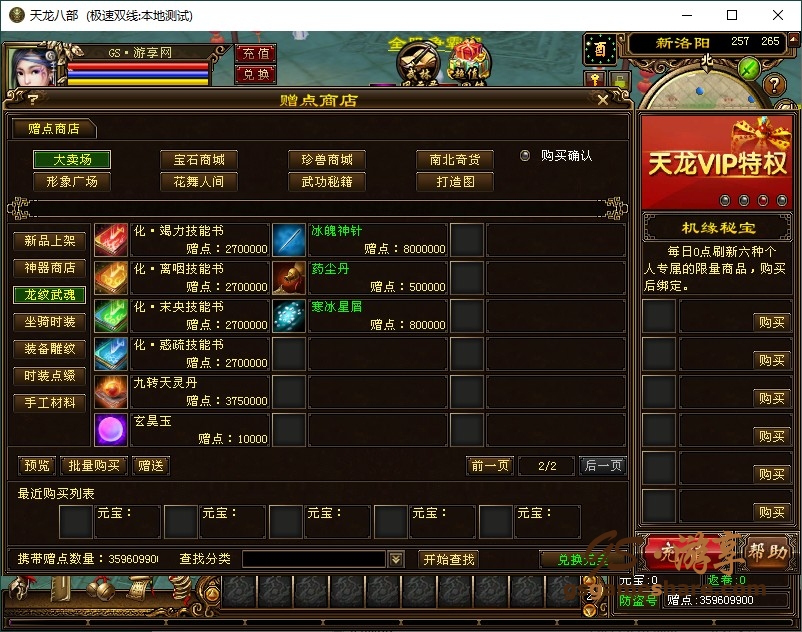 天龙八部 (极速双线:本地测试)
GS·游享网
充值
兑换
武林
酉
新洛阳 257 265
北
?
赠点商店
赠点商店
大卖场 宝石商城 珍兽商城 南北奇货 购买确认
形象广场 花舞人间 武功秘籍 打造图
新品上架
神器商店
龙纹武魂
坐骑时装
装备雕纹
时装点缀
手工材料
化·竭力技能书
赠点：2700000
化·离咽技能书
赠点：2700000
化·末央技能书
赠点：2700000
化·惑疏技能书
赠点：2700000
九转天灵丹
赠点：3750000
玄昊玉
赠点：10000
冰魄神针
赠点：8000000
药尘丹
赠点：500000
寒冰星屑
赠点：800000
预览 批量购买 赠送 前一页 2/2 后一页
最近购买列表
元宝： 元宝： 元宝： 元宝： 元宝：
携带赠点数量：359609900 查找分类 开始查找
天龙VIP特权
机缘秘宝
每日0点刷新六种个
人专属的限量商品，购买
后绑定。
购买
购买
购买
购买
购买
购买
帮助
元宝:0
防盗号 赠点:359609900